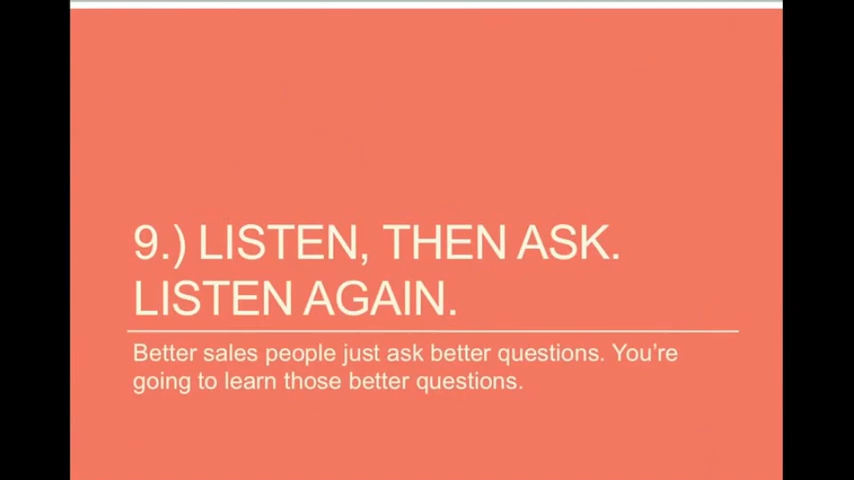 9.) LISTEN, THEN ASK.
LISTEN AGAIN.
Better sales people just ask better questions. You’re
going to learn those better questions.